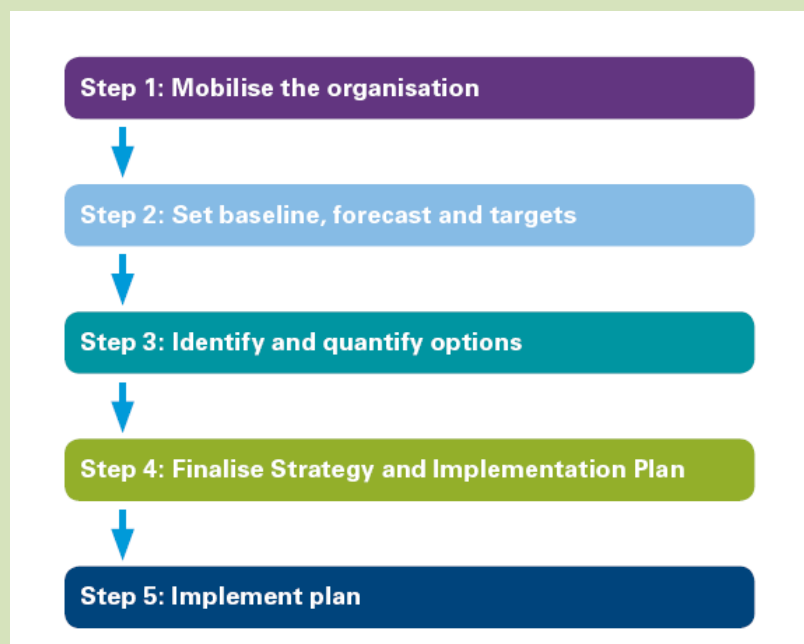 Step 1: Mobilise the organisation
Step 2: Set baseline, forecast and targets
Step 3: Identify and quantify options
Step 4: Finalise Strategy and Implementation Plan
Step 5: Implement plan